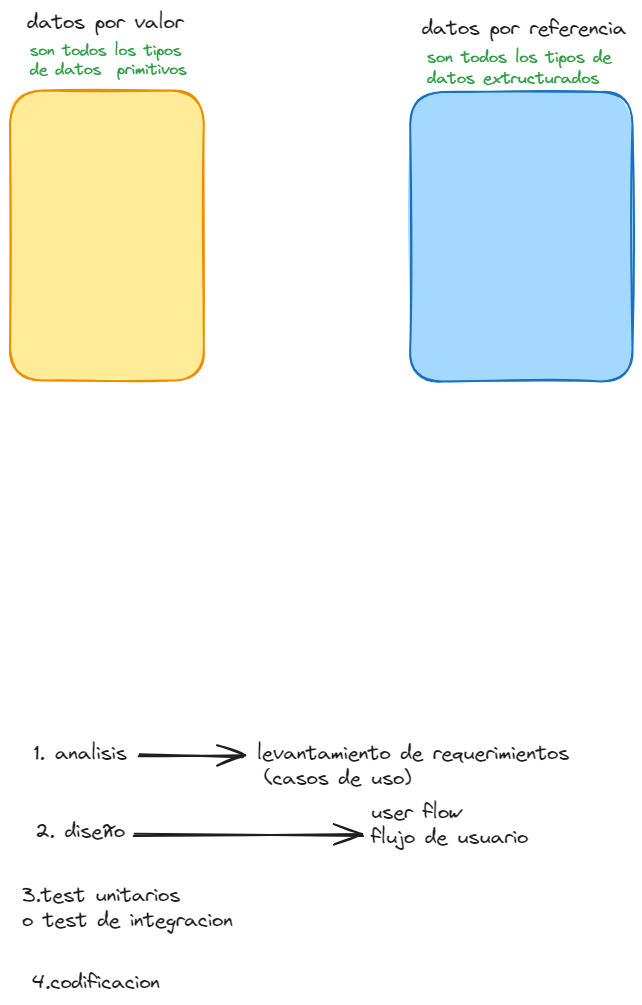 datos por valor
son todos los tipos
de datos primitivos
datos por referencia
son todos los tipos de
datos extructurados
1. analisis
levantamiento de requerimientos
(casos de uso)
2. diseño
user flow
flujo de usuario
3.test unitarios
o test de integracion
4.codificacion